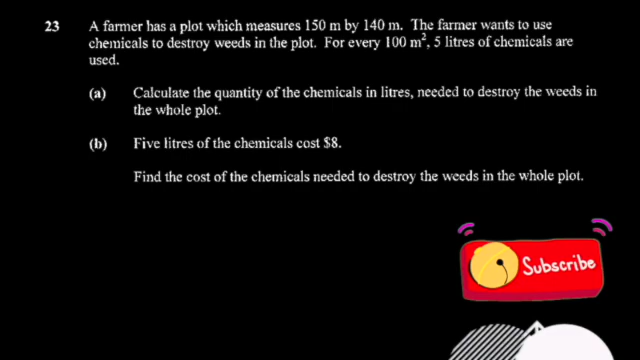 23 A farmer has a plot which measures 150 m by 140 m. The farmer wants to use
chemicals to destroy weeds in the plot. For every 100 m², 5 litres of chemicals are
used.
(a) Calculate the quantity of the chemicals in litres, needed to destroy the weeds in
the whole plot.
(b) Five litres of the chemicals cost $8.
Find the cost of the chemicals needed to destroy the weeds in the whole plot.
Subscribe